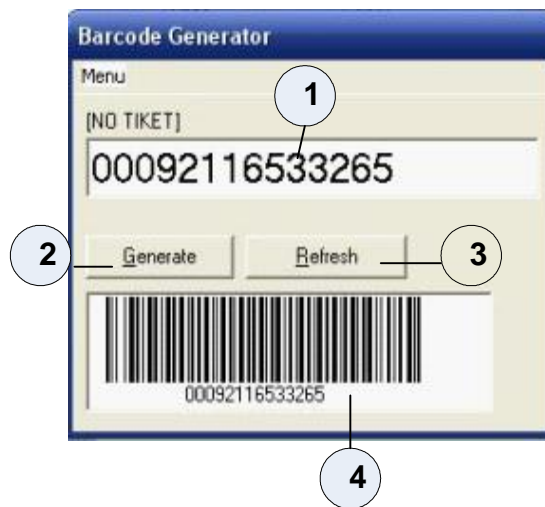 Barcode Generator
Menu
1
[NO TIKET]
00092116533265
2
Generate
Refresh
3
00092116533265
4